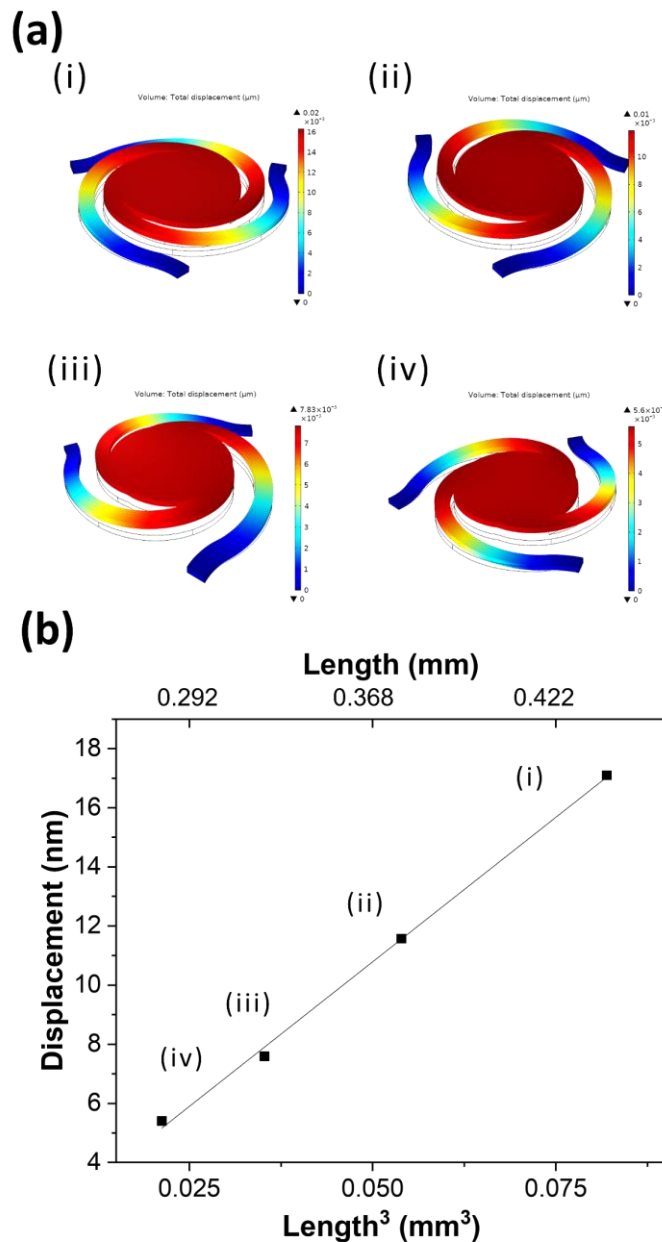 (a)
(i)
Volume: Total displacement (µm)
▲ 0.02
×10⁻³
16
14
12
10
8
6
4
2
0
▼ 0
(ii)
Volume: Total displacement (µm)
▲ 0.01
×10⁻³
10
8
6
4
2
0
▼ 0
(iii)
Volume: Total displacement (µm)
▲ 7.83×10⁻³
×10⁻³
7
6
5
4
3
2
1
0
▼ 0
(iv)
Volume: Total displacement (µm)
▲ 5.6×10⁻
×10⁻³
5
4
3
2
1
0
▼ 0
(b)
Length (mm)
0.292 0.368 0.422
18
16
14
12
10
8
6
4
Displacement (nm)
(i)
(ii)
(iii)
(iv)
0.025 0.050 0.075
Length³ (mm³)